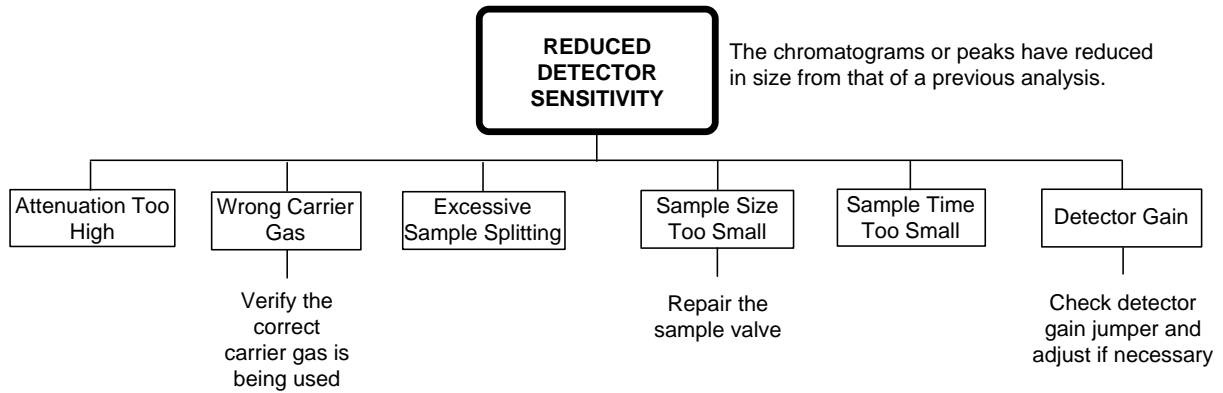 REDUCED
DETECTOR
SENSITIVITY
The chromatograms or peaks have reduced
in size from that of a previous analysis.
Attenuation Too
High
Wrong Carrier
Gas
Excessive
Sample Splitting
Sample Size
Too Small
Sample Time
Too Small
Detector Gain
Verify the
correct
carrier gas is
being used
Repair the
sample valve
Check detector
gain jumper and
adjust if necessary